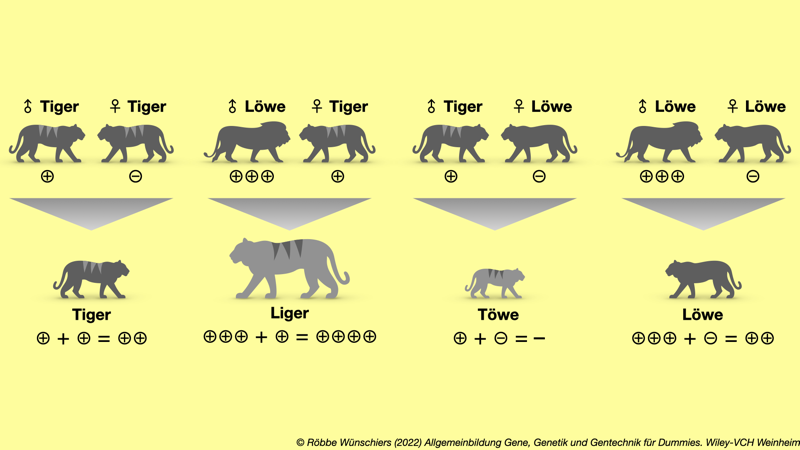 ♂ Tiger ♀ Tiger ♂ Löwe ♀ Tiger ♂ Tiger ♀ Löwe ♂ Löwe ♀ Löwe
⊕ ⊖ ⊕⊕⊕ ⊕ ⊕ ⊖ ⊕⊕⊕ ⊖
Tiger Liger Töwe Löwe
⊕ + ⊕ = ⊕⊕ ⊕⊕⊕ + ⊕ = ⊕⊕⊕⊕ ⊕ + ⊖ = − ⊕⊕⊕ + ⊖ = ⊕⊕
© Röbbe Wünschiers (2022) Allgemeinbildung Gene, Genetik und Gentechnik für Dummies. Wiley-VCH Weinheim